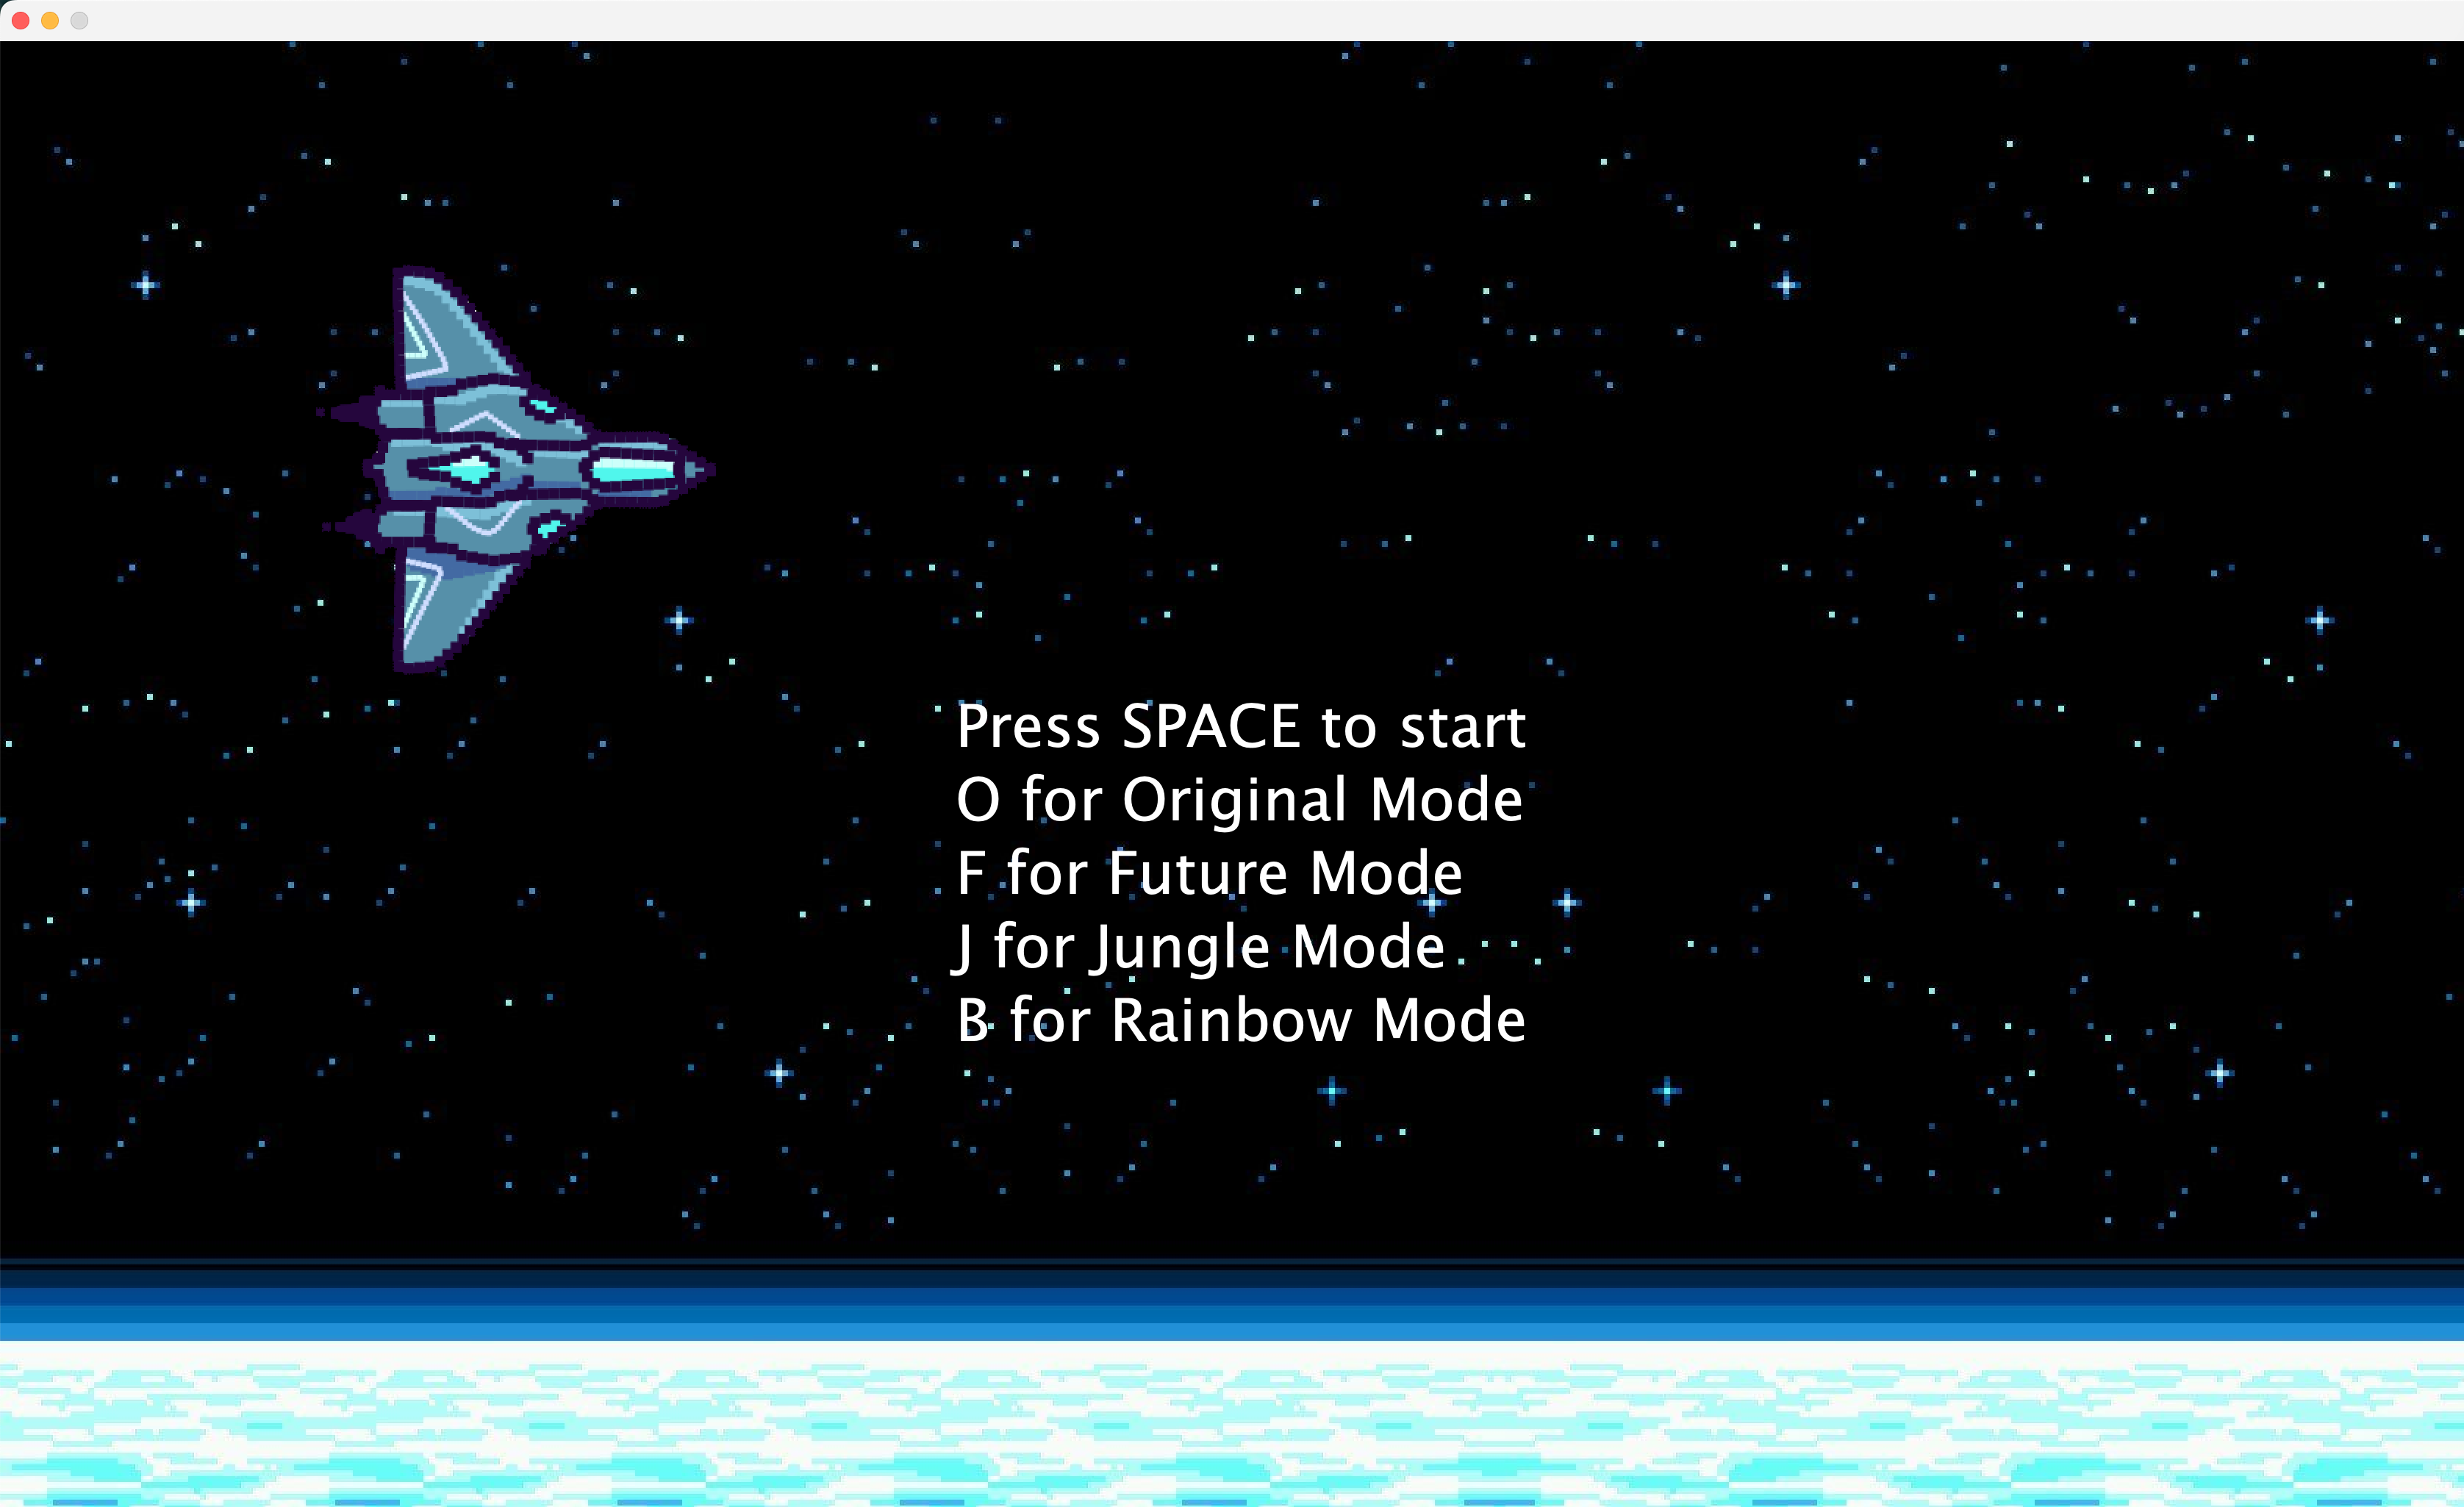 Press SPACE to start
O for Original Mode
F for Future Mode
J for Jungle Mode
B for Rainbow Mode